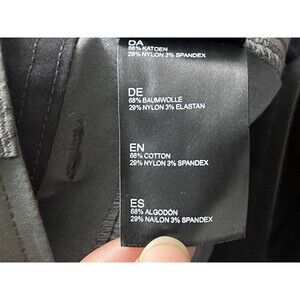 DA
68% KATOEN
29% NYLON 3% SPANDEX
DE
68% BAUMWOLLE
29% NYLON 3% ELASTAN
EN
68% COTTON
29% NYLON 3% SPANDEX
ES
68% ALGODÓN
29% NAILON 3% SPANDEX